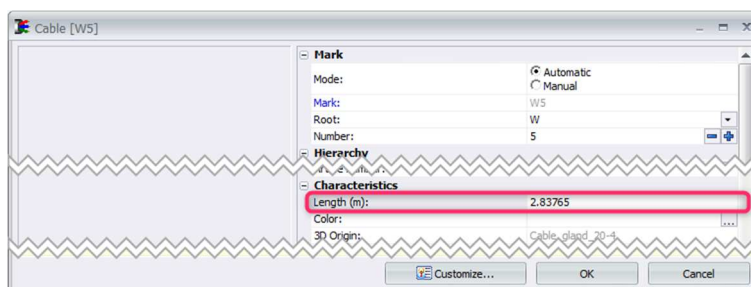 Cable [W5]
Mark
Mode:
Automatic
Manual
Mark: W5
Root: W
Number: 5
Hierarchy
Characteristics
Length (m): 2.83765
Color: ...
3D Origin: Cable_gland_20-4
Customize... OK Cancel